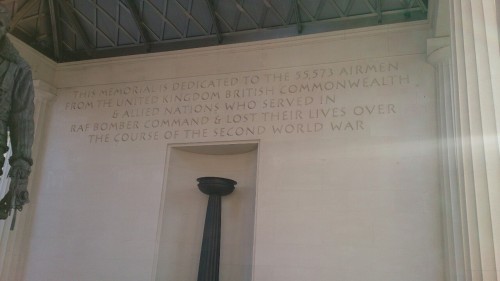 THIS MEMORIAL IS DEDICATED TO THE 55,573 AIRMEN
FROM THE UNITED KINGDOM BRITISH COMMONWEALTH
& ALLIED NATIONS WHO SERVED IN
RAF BOMBER COMMAND & LOST THEIR LIVES OVER
THE COURSE OF THE SECOND WORLD WAR